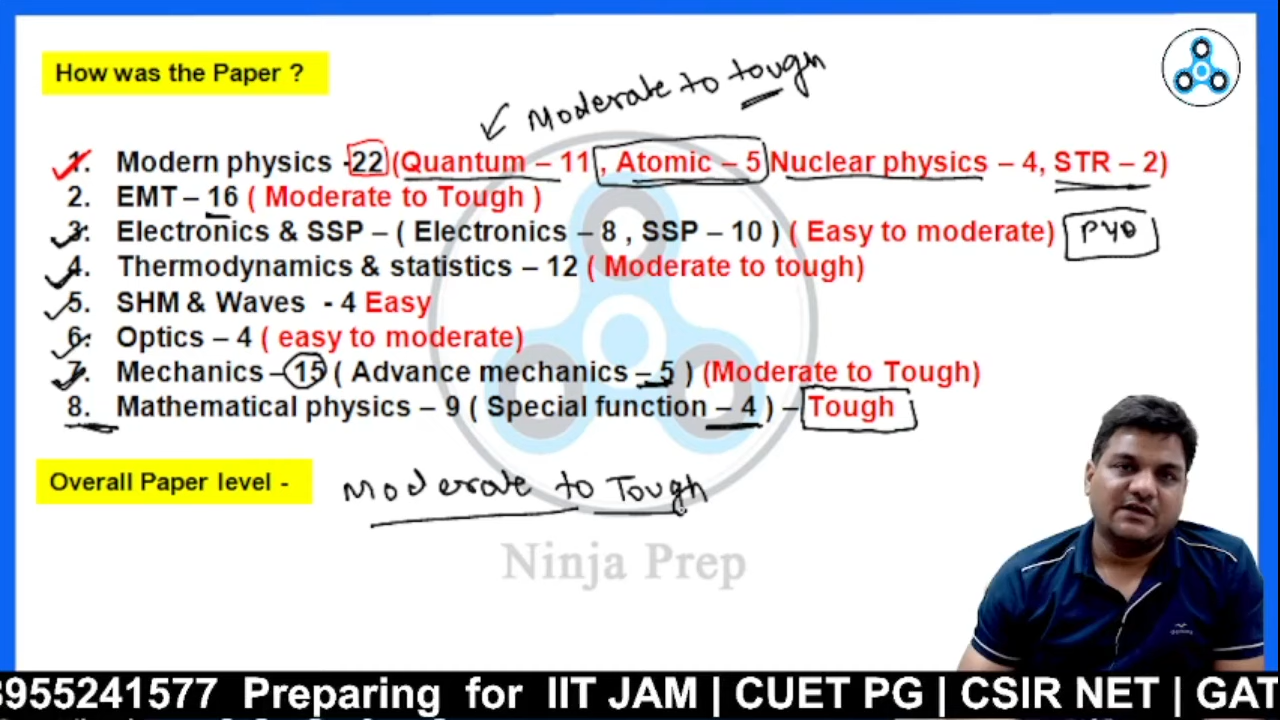 How was the Paper ?
Moderate to tough
1. Modern physics -22 (Quantum – 11 , Atomic – 5 Nuclear physics – 4, STR – 2)
2. EMT – 16 ( Moderate to Tough )
3. Electronics & SSP – ( Electronics – 8 , SSP – 10 ) ( Easy to moderate) PYQ
4. Thermodynamics & statistics – 12 ( Moderate to tough)
5. SHM & Waves - 4 Easy
6. Optics – 4 ( easy to moderate)
7. Mechanics – 15 ( Advance mechanics – 5 ) (Moderate to Tough)
8. Mathematical physics – 9 ( Special function – 4 ) – Tough
Overall Paper level - Moderate to Tough
Ninja Prep
955241577 Preparing for IIT JAM | CUET PG | CSIR NET | GAT